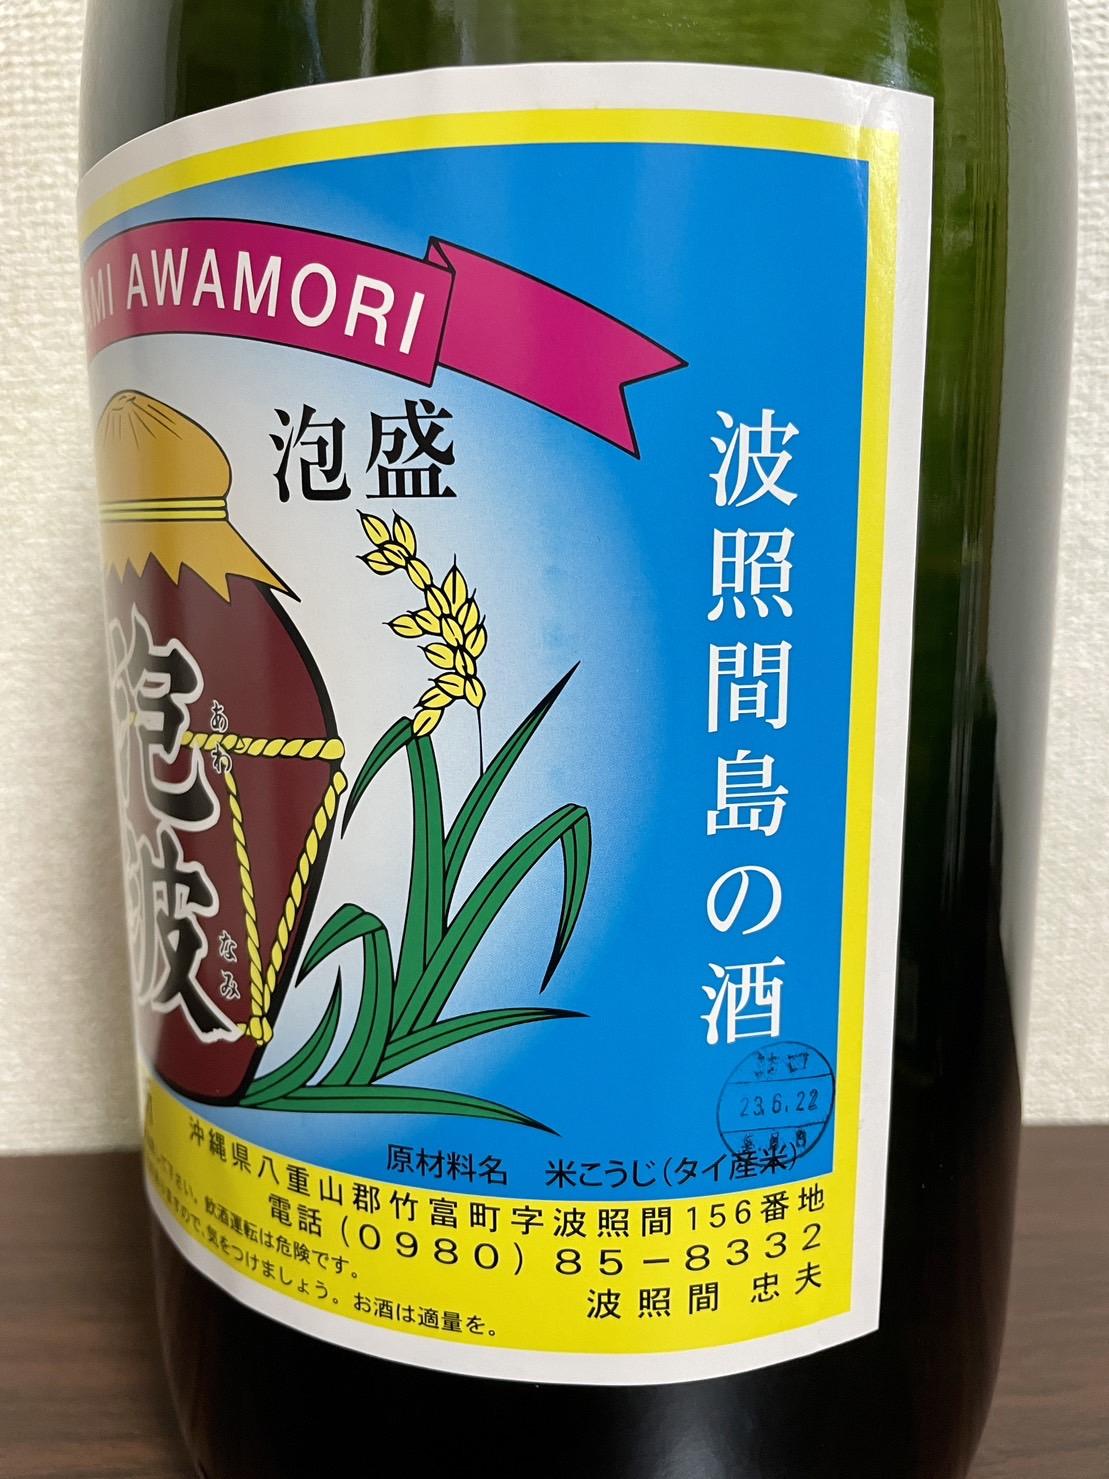 AWAMORI
泡盛
波照間島の酒
泡波
あわ
なみ
23.6.22
原材料名 米こうじ(タイ産米)
沖縄県八重山郡竹富町字波照間156番地
電話(0980)85-8332
波照間 忠夫
飲酒運転は危険です。
気をつけましょう。お酒は適量を。